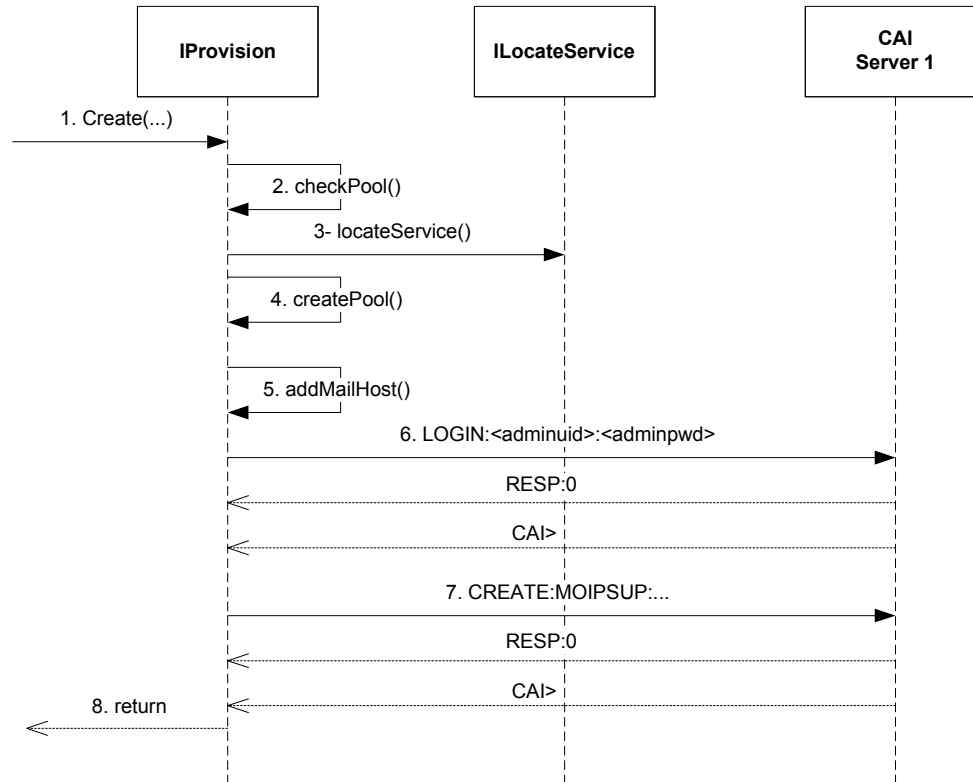 IProvision
ILocateService
CAI
Server 1
1. Create(...)
2. checkPool()
3- locateService()
4. createPool()
5. addMailHost()
6. LOGIN:<adminuid>:<adminpwd>
RESP:0
CAI>
7. CREATE:MOIPSUP:...
RESP:0
CAI>
8. return